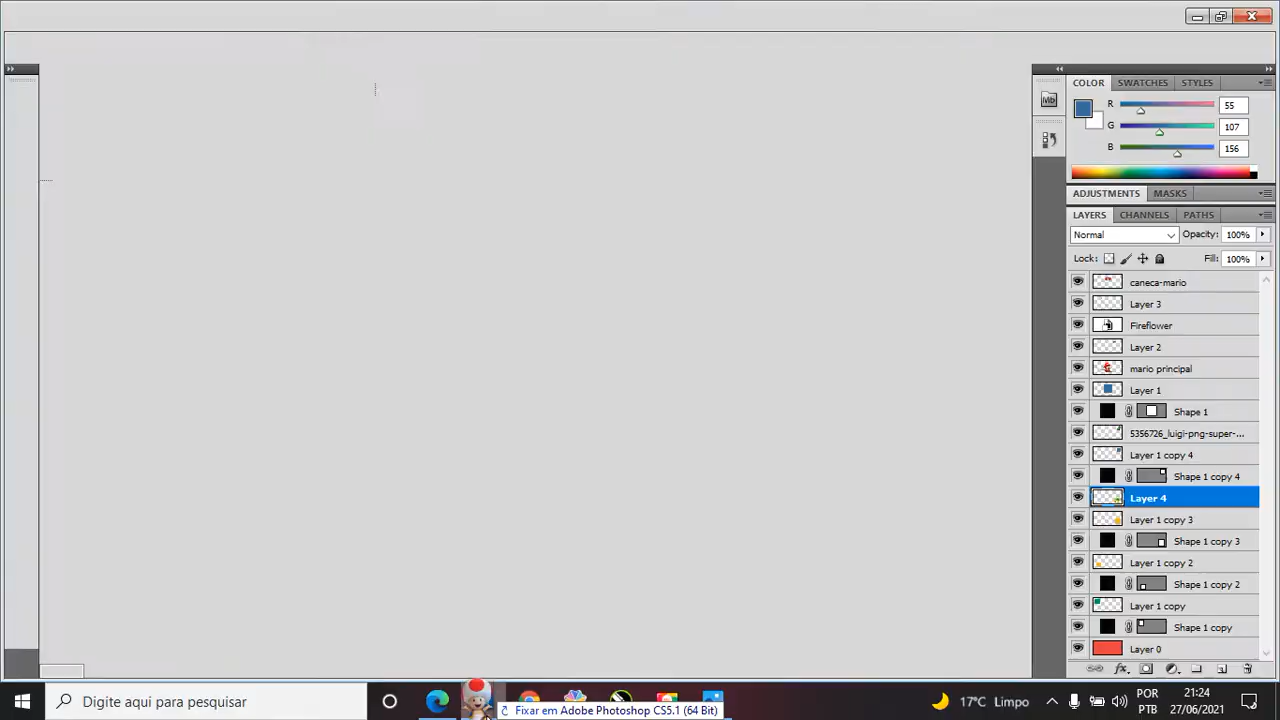 COLOR SWATCHES STYLES
R 55
G 107
B 156
Mb
ADJUSTMENTS MASKS
LAYERS CHANNELS PATHS
Normal Opacity: 100%
Lock: Fill: 100%
caneca-mario
Layer 3
Fireflower
Layer 2
mario principal
Layer 1
Shape 1
5356726_luigi-png-super-...
Layer 1 copy 4
Shape 1 copy 4
Layer 4
Layer 1 copy 3
Shape 1 copy 3
Layer 1 copy 2
Shape 1 copy 2
Layer 1 copy
Shape 1 copy
Layer 0
fx
Digite aqui para pesquisar
Fixar em Adobe Photoshop CS5.1 (64 Bit)
17°C Limpo
POR
PTB
21:24
27/06/2021